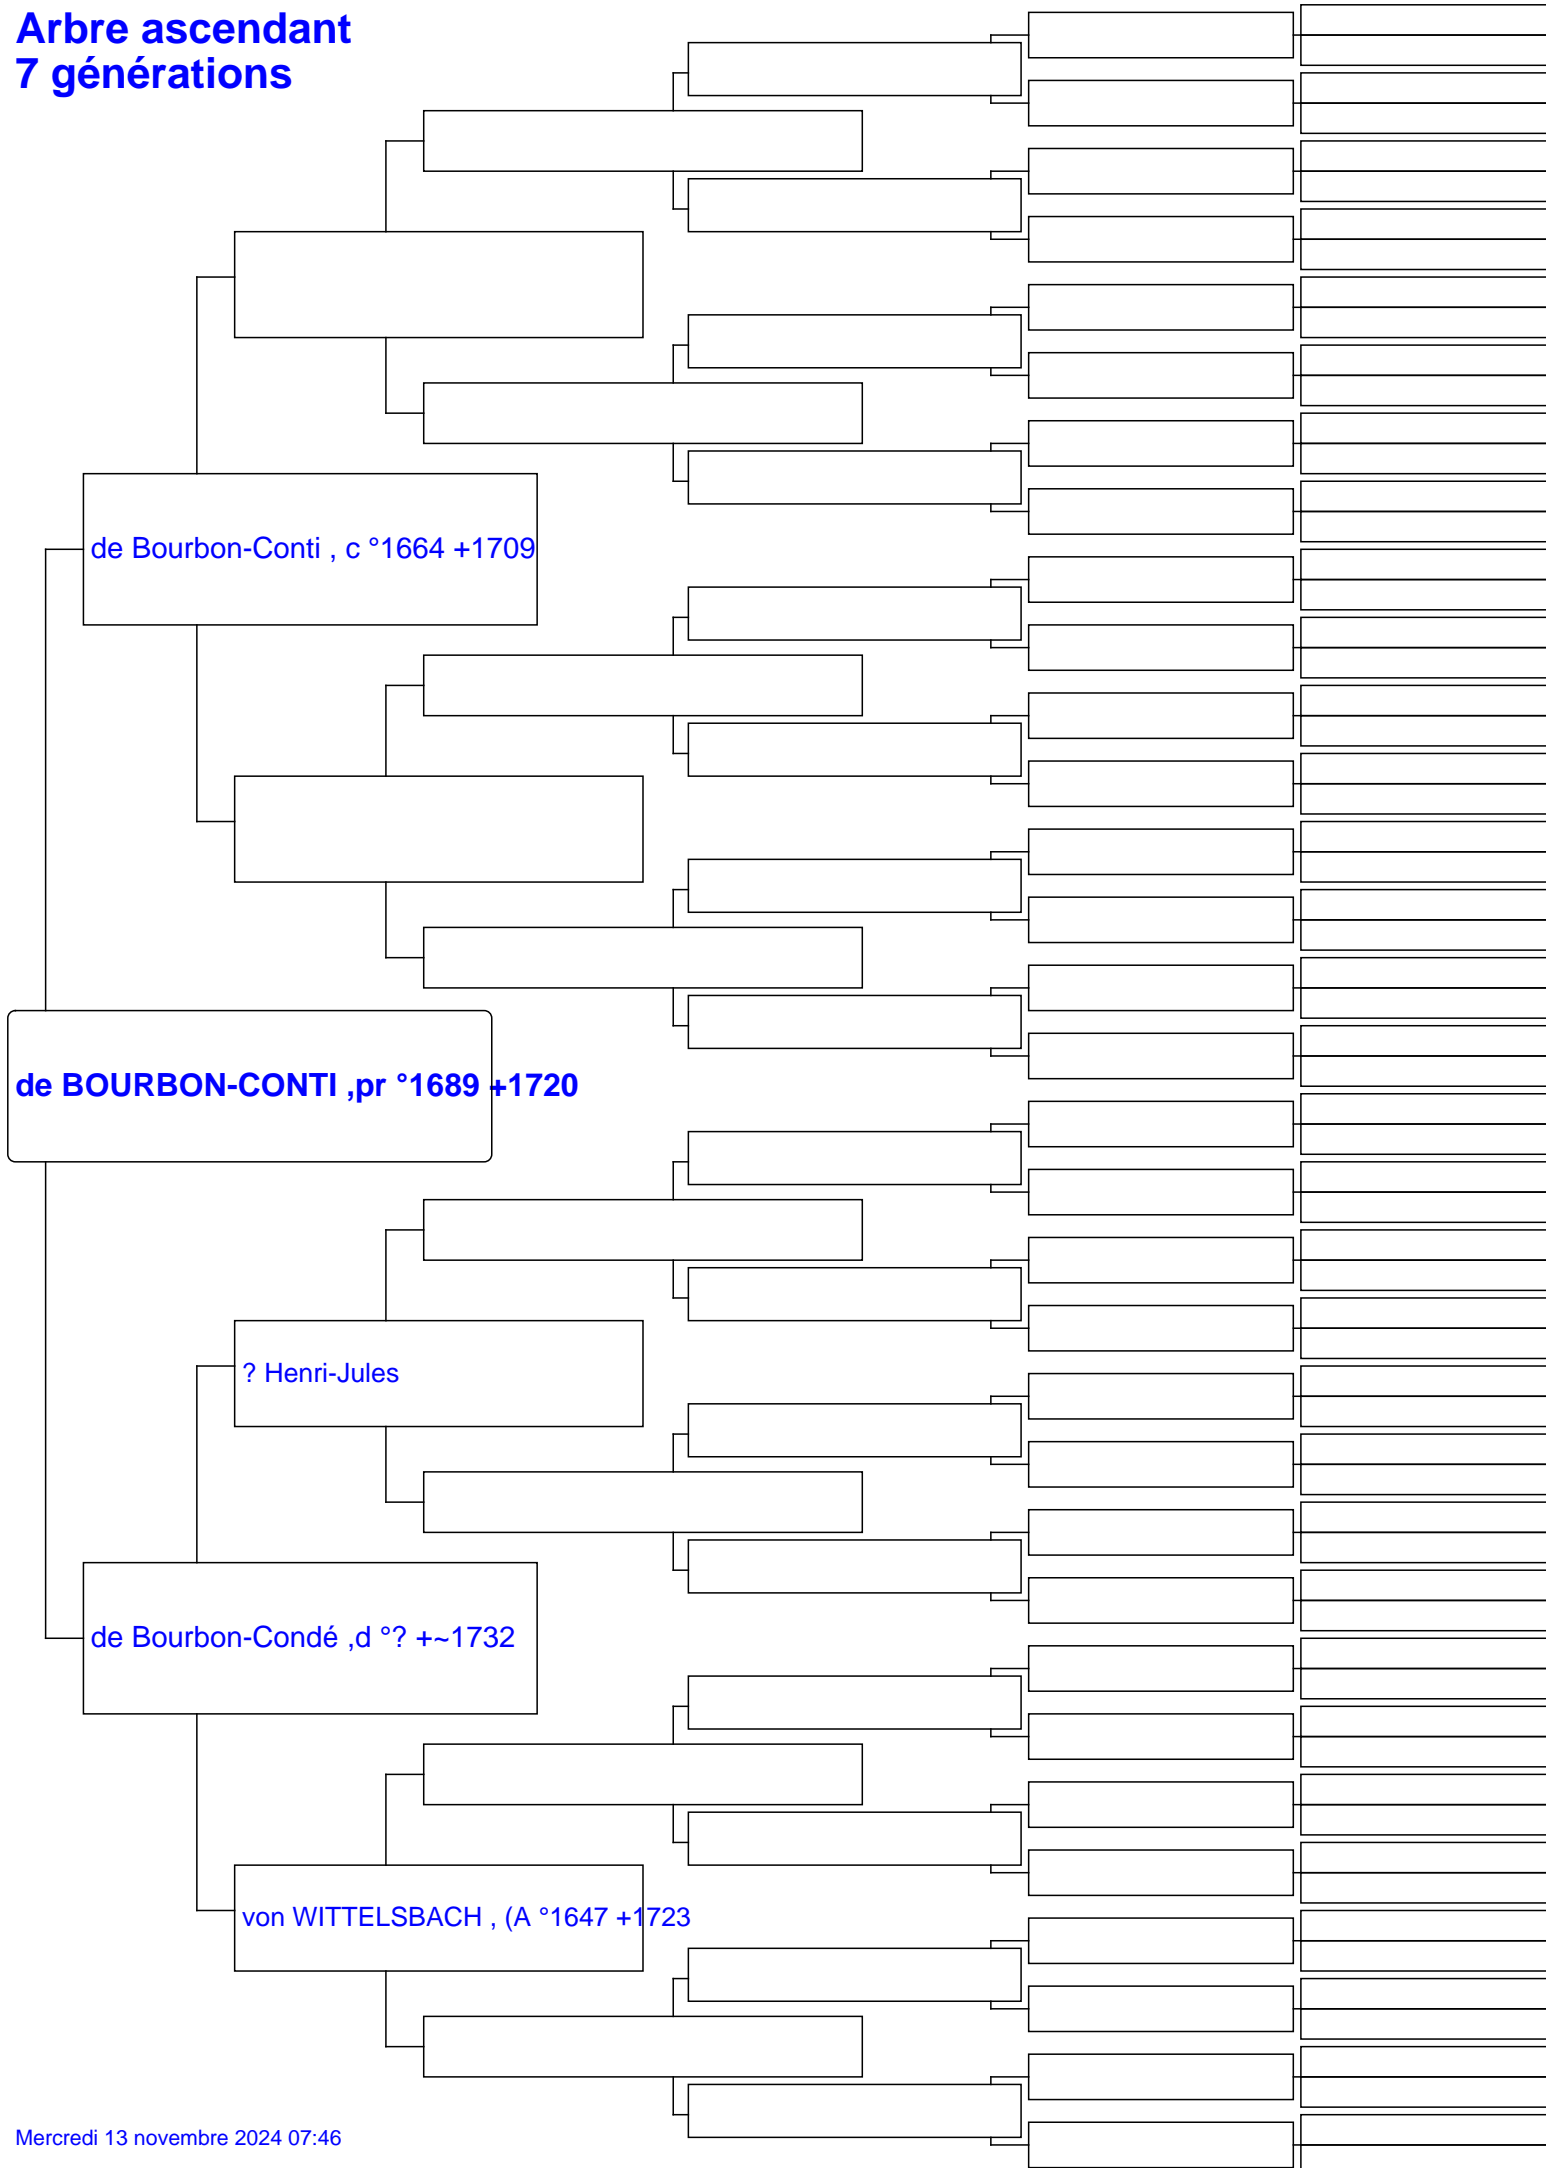 Arbre ascendant
7 générations
de Bourbon-Conti , c °1664 +1709
de BOURBON-CONTI ,pr °1689 +1720
? Henri-Jules
de Bourbon-Condé ,d °? +~1732
von WITTELSBACH , (A °1647 +1723
Mercredi 13 novembre 2024 07:46